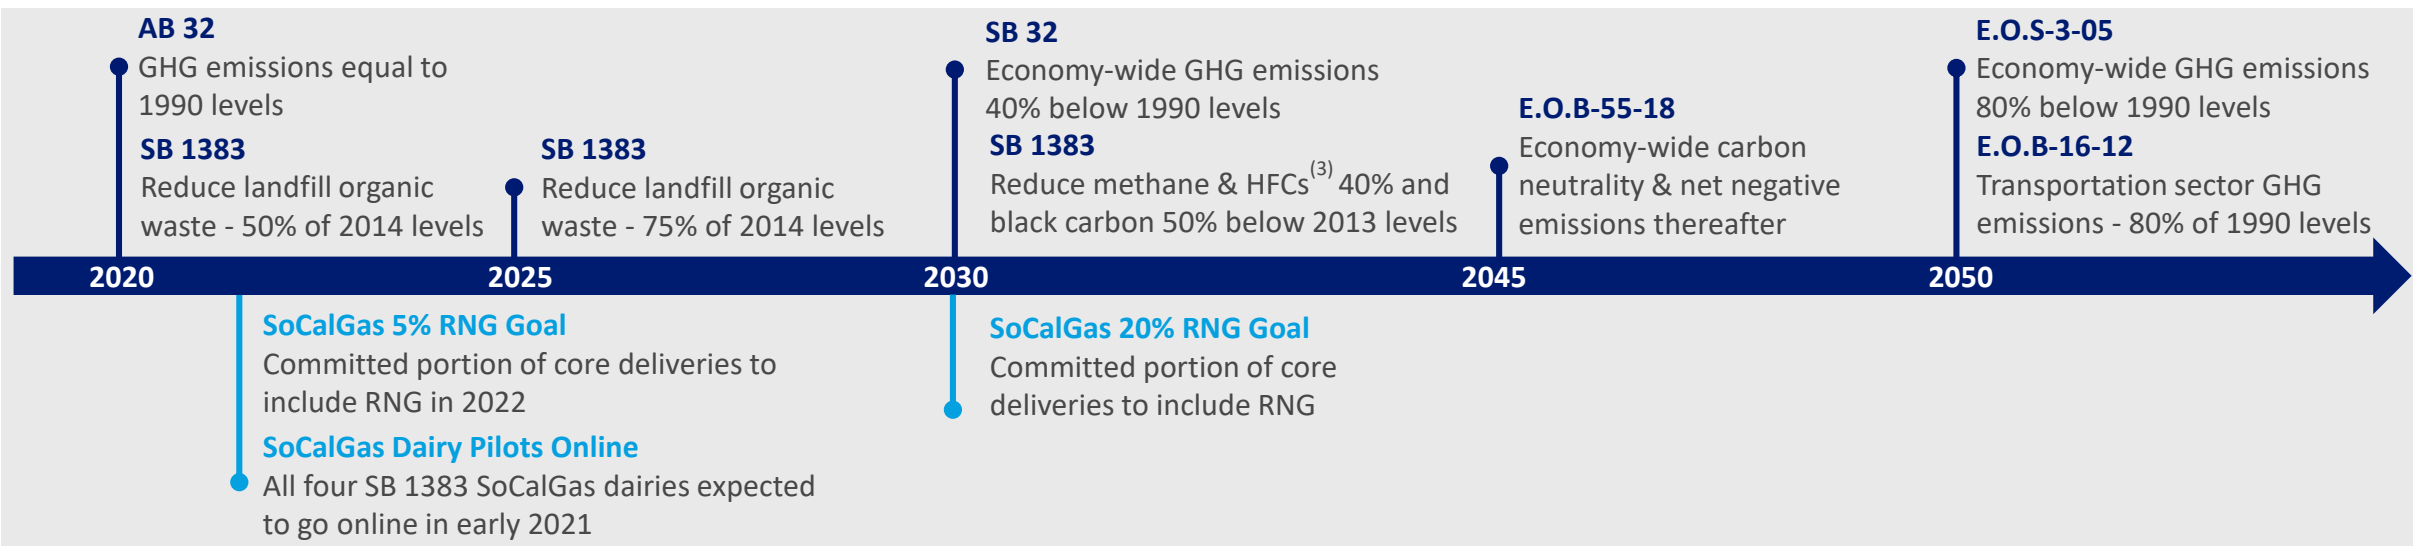 AB 32
GHG emissions equal to
1990 levels
SB 1383
Reduce landfill organic
waste - 50% of 2014 levels
SB 1383
Reduce landfill organic
waste - 75% of 2014 levels
SB 32
Economy-wide GHG emissions
40% below 1990 levels
SB 1383
Reduce methane & HFCs(3) 40% and
black carbon 50% below 2013 levels
E.O.B-55-18
Economy-wide carbon
neutrality & net negative
emissions thereafter
E.O.S-3-05
Economy-wide GHG emissions
80% below 1990 levels
E.O.B-16-12
Transportation sector GHG
emissions - 80% of 1990 levels
2020 2025 2030 2045 2050
SoCalGas 5% RNG Goal
Committed portion of core deliveries to
include RNG in 2022
SoCalGas Dairy Pilots Online
All four SB 1383 SoCalGas dairies expected
to go online in early 2021
SoCalGas 20% RNG Goal
Committed portion of core
deliveries to include RNG